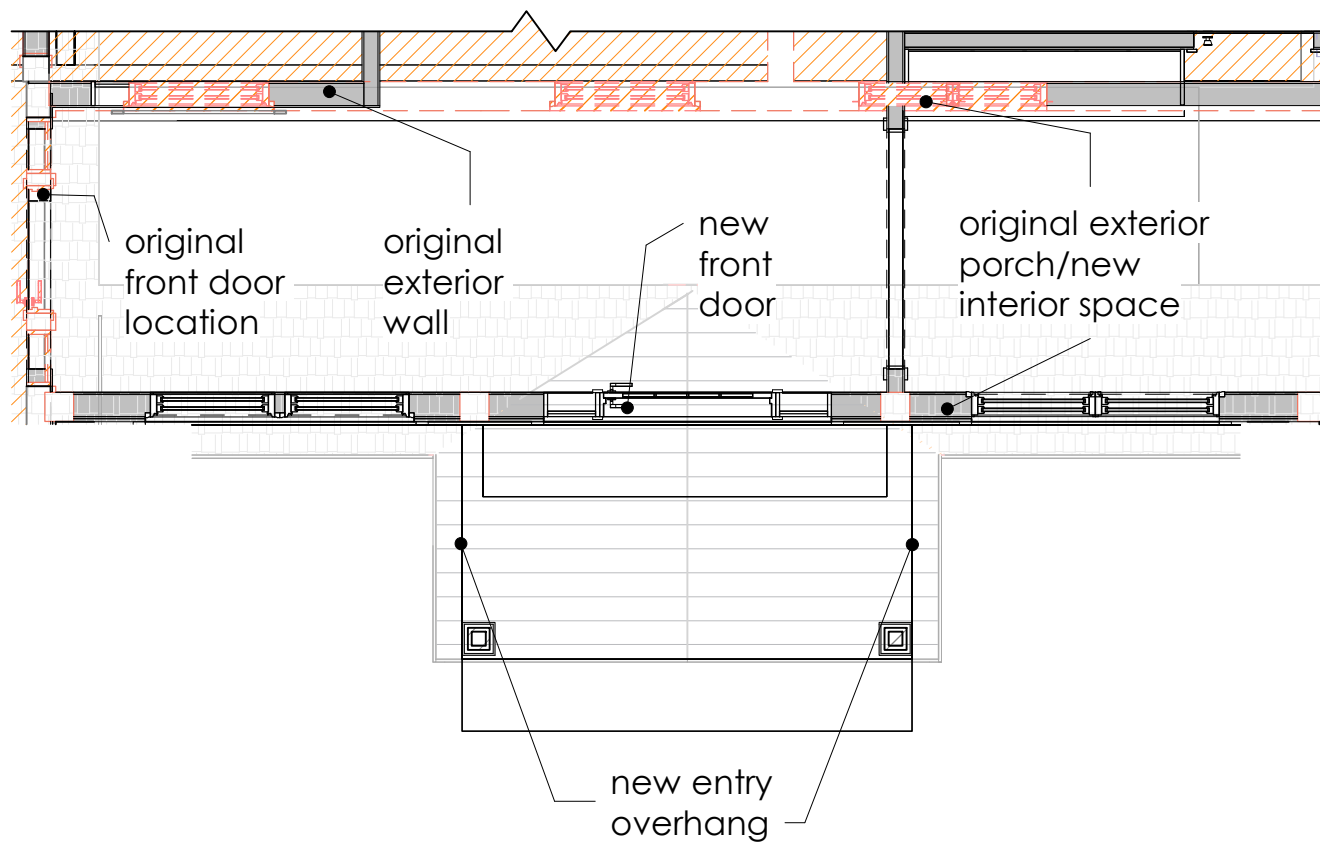 original
front door
location
original
exterior
wall
new
front
door
original exterior
porch/new
interior space
new entry
overhang